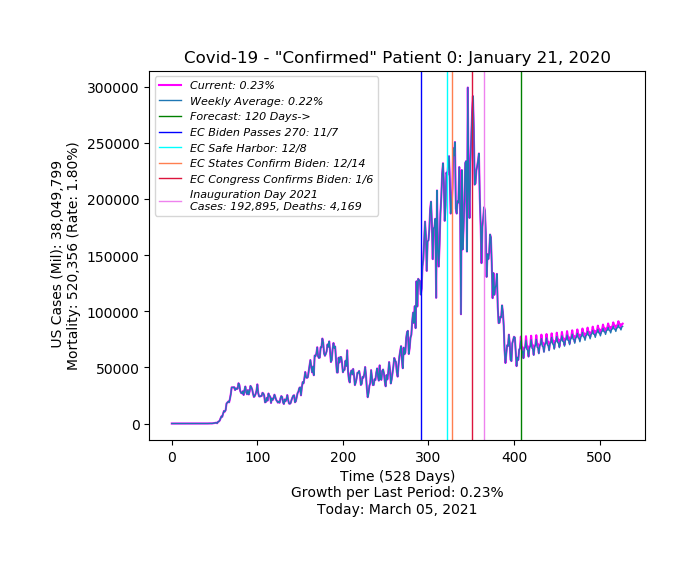 Covid-19 - "Confirmed" Patient 0: January 21, 2020
US Cases (Mil): 38,049,799
Mortality: 520,356 (Rate: 1.80%)
300000
250000
200000
150000
100000
50000
0
Current: 0.23%
Weekly Average: 0.22%
Forecast: 120 Days->
EC Biden Passes 270: 11/7
EC Safe Harbor: 12/8
EC States Confirm Biden: 12/14
EC Congress Confirms Biden: 1/6
Inauguration Day 2021
Cases: 192,895, Deaths: 4,169
0 100 200 300 400 500
Time (528 Days)
Growth per Last Period: 0.23%
Today: March 05, 2021